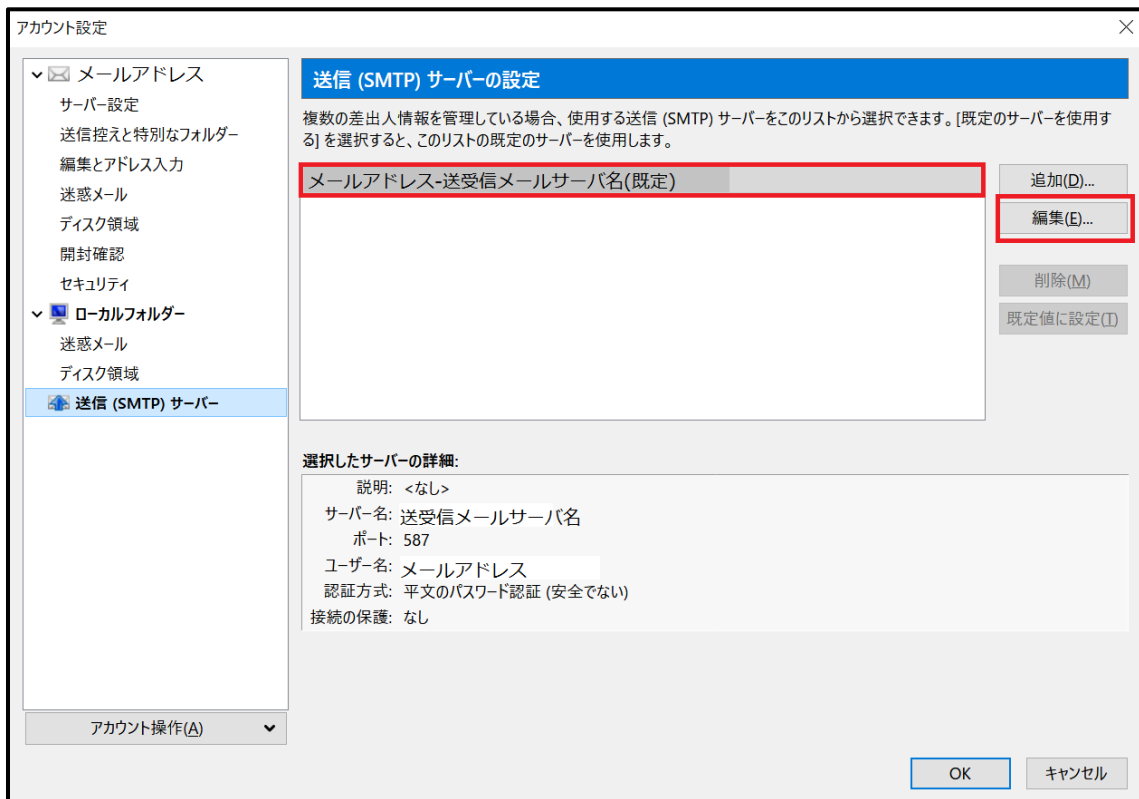 アカウント設定
メールアドレス
サーバー設定
送信控えと特別なフォルダー
編集とアドレス入力
迷惑メール
ディスク領域
開封確認
セキュリティ
ローカルフォルダー
迷惑メール
ディスク領域
送信 (SMTP) サーバー
アカウント操作(A)
送信 (SMTP) サーバーの設定
複数の差出人情報を管理している場合、使用する送信 (SMTP) サーバーをこのリストから選択できます。[既定のサーバーを使用す
る] を選択すると、このリストの既定のサーバーを使用します。
メールアドレス-送受信メールサーバ名(既定)
追加(D)...
編集(E)...
削除(M)
既定値に設定(T)
選択したサーバーの詳細:
説明: <なし>
サーバー名: 送受信メールサーバ名
ポート: 587
ユーザー名: メールアドレス
認証方式: 平文のパスワード認証 (安全でない)
接続の保護: なし
OK
キャンセル